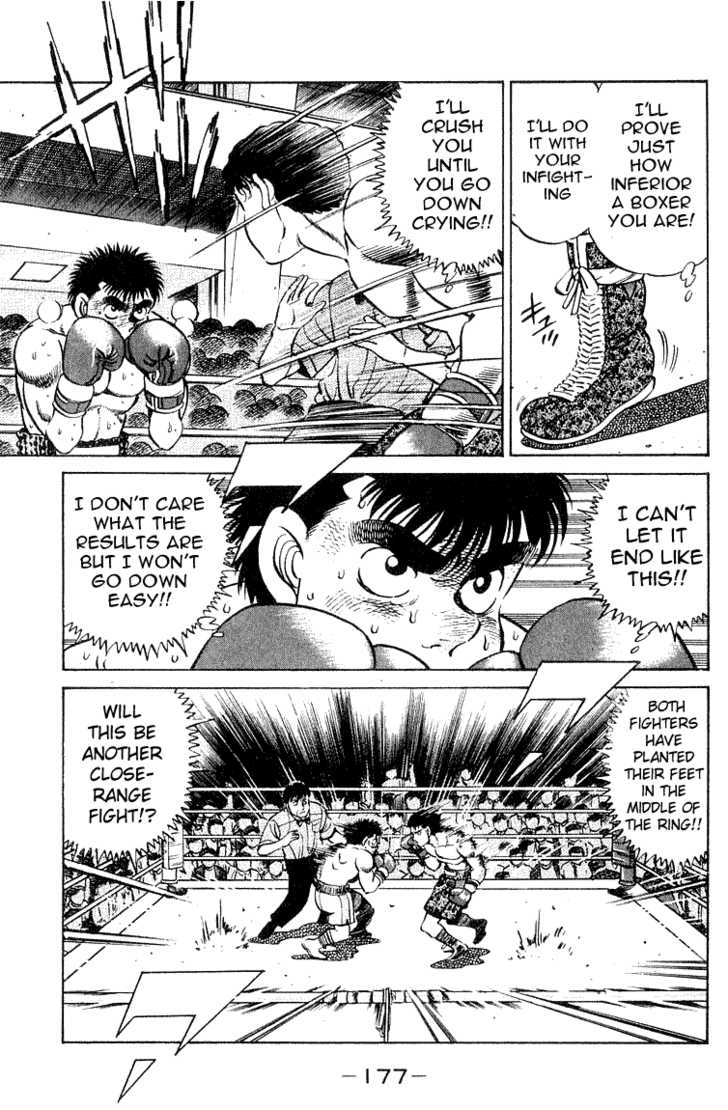 I'LL
PROVE
JUST
HOW
INFERIOR
A BOXER
YOU ARE!
I'LL DO
IT WITH
YOUR
INFIGHT-
ING
I'LL
CRUSH
YOU
UNTIL
YOU GO
DOWN
CRYING!!
I CAN'T
LET IT
END LIKE
THIS!!
I DON'T CARE
WHAT THE
RESULTS ARE
BUT I WON'T
GO DOWN
EASY!!
BOTH
FIGHTERS
HAVE
PLANTED
THEIR FEET
IN THE
MIDDLE OF
THE RING!!
WILL
THIS BE
ANOTHER
CLOSE-
RANGE
FIGHT!?
-177-